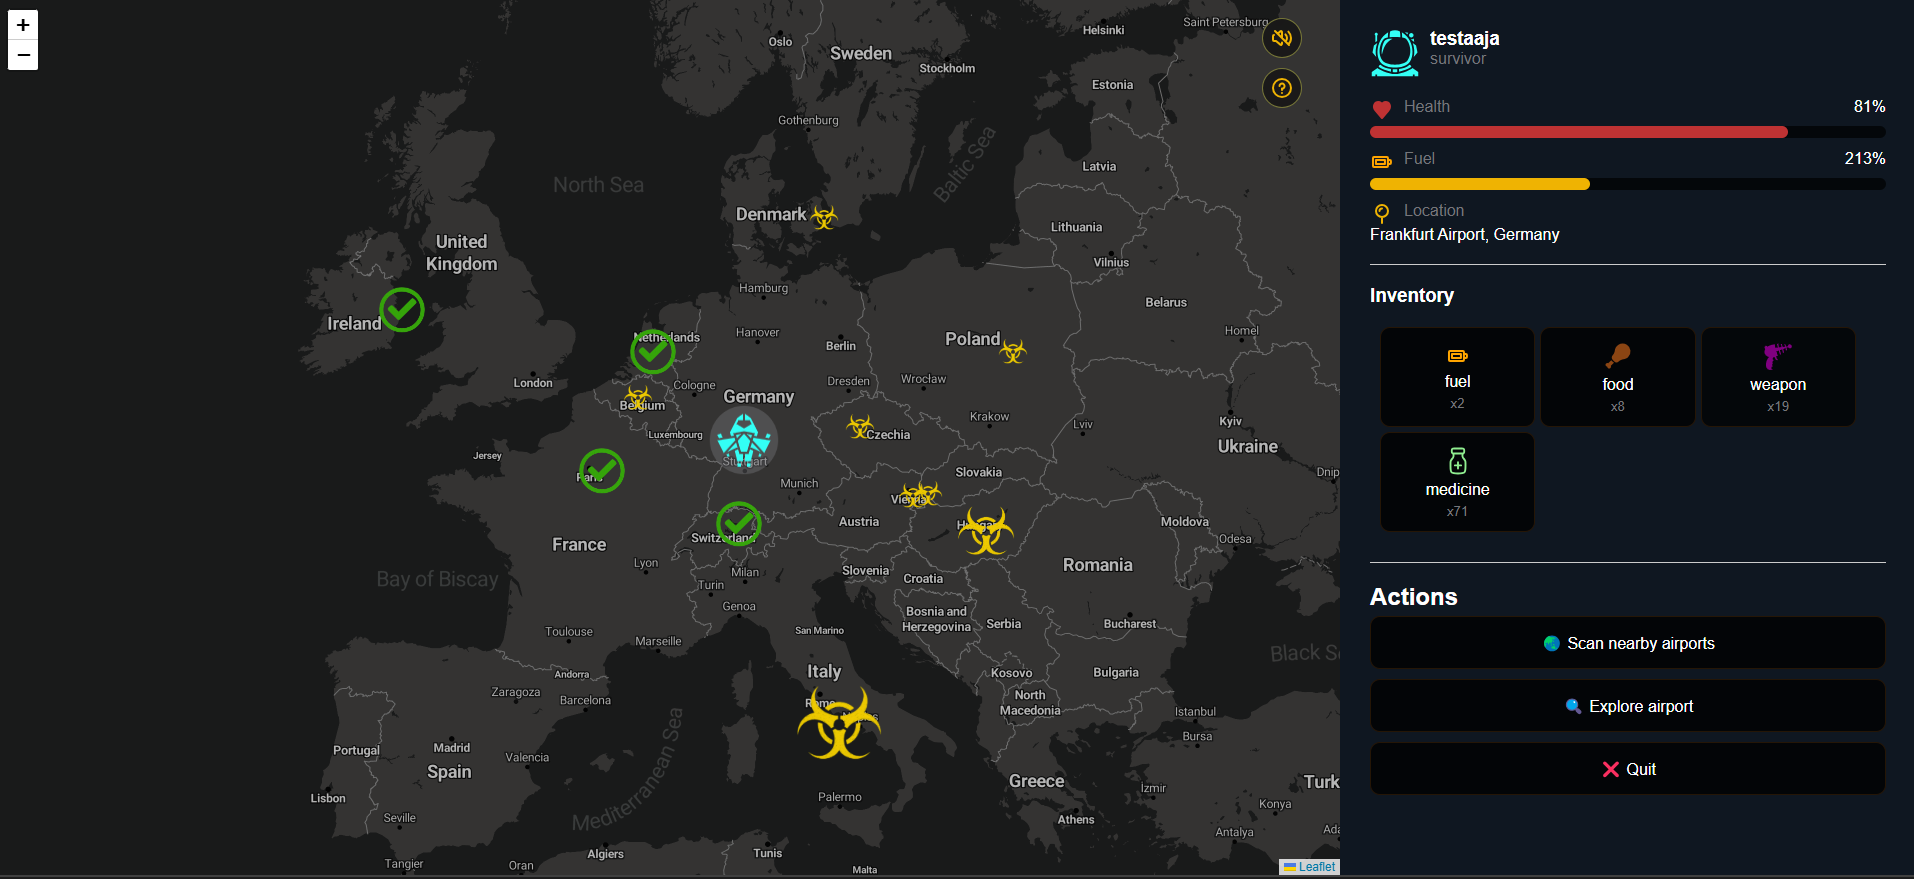 +
−
Saint Petersburg
Helsinki
Oslo
Sweden
Stockholm
Estonia
Gothenburg
Baltic Sea
Latvia
North Sea
Denmark
Lithuania
United
Kingdom
Vilnius
Hamburg
Belarus
Ireland
Netherlands
Hanover
Berlin
Poland
Homel
London
Cologne
Dresden
Wrocław
Germany
Belgium
Krakow
Kyiv
Luxembourg
Czechia
Lviv
Ukraine
Jersey
Stuttgart
Slovakia
Dnip
Munich
Austria
Moldova
Switzerland
Odesa
France
Lyon
Milan
Slovenia
Croatia
Romania
Bay of Biscay
Turin
Genoa
Bosnia and
Herzegovina
Serbia
Bucharest
Toulouse
Marseille
San Marino
Black S
Andorra
Italy
Kosovo
Bulgaria
Zaragoza
Barcelona
North
Macedonia
Istanbul
Bursa
Portugal
Madrid
Valencia
Spain
Mediterranean Sea
Greece
Turk
Lisbon
Palermo
İzmir
Konya
Seville
Athens
Antalya
Ada
Algiers
Tunis
Tangier
Oran
Malta
Leaflet
testaaja
survivor
Health
81%
Fuel
213%
Location
Frankfurt Airport, Germany
Inventory
fuel
x2
food
x8
weapon
x19
medicine
x71
Actions
Scan nearby airports
Explore airport
Quit